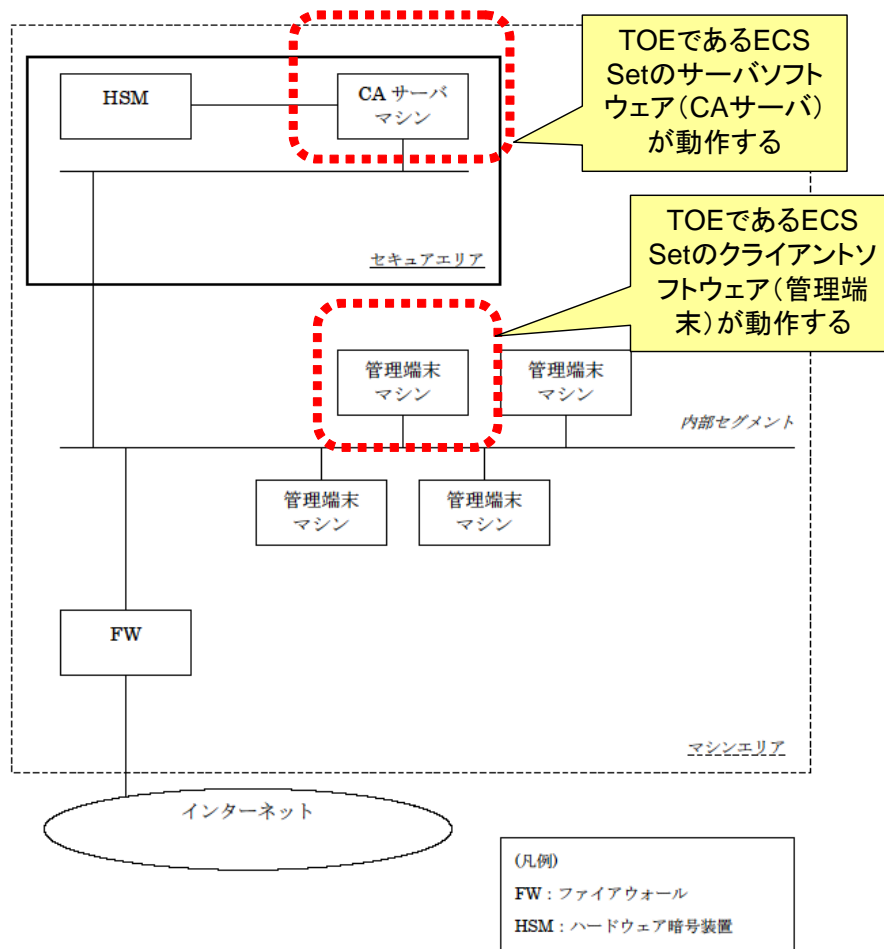 TOEであるECS
Setのサーバソフト
ウェア（CAサーバ）
が動作する
HSM
CA サーバ
マシン
セキュアエリア
TOEであるECS
Setのクライアントソ
フトウェア（管理端
末）が動作する
管理端末
マシン
管理端末
マシン
内部セグメント
管理端末
マシン
管理端末
マシン
FW
マシンエリア
インターネット
(凡例)
FW：ファイアウォール
HSM：ハードウェア暗号装置